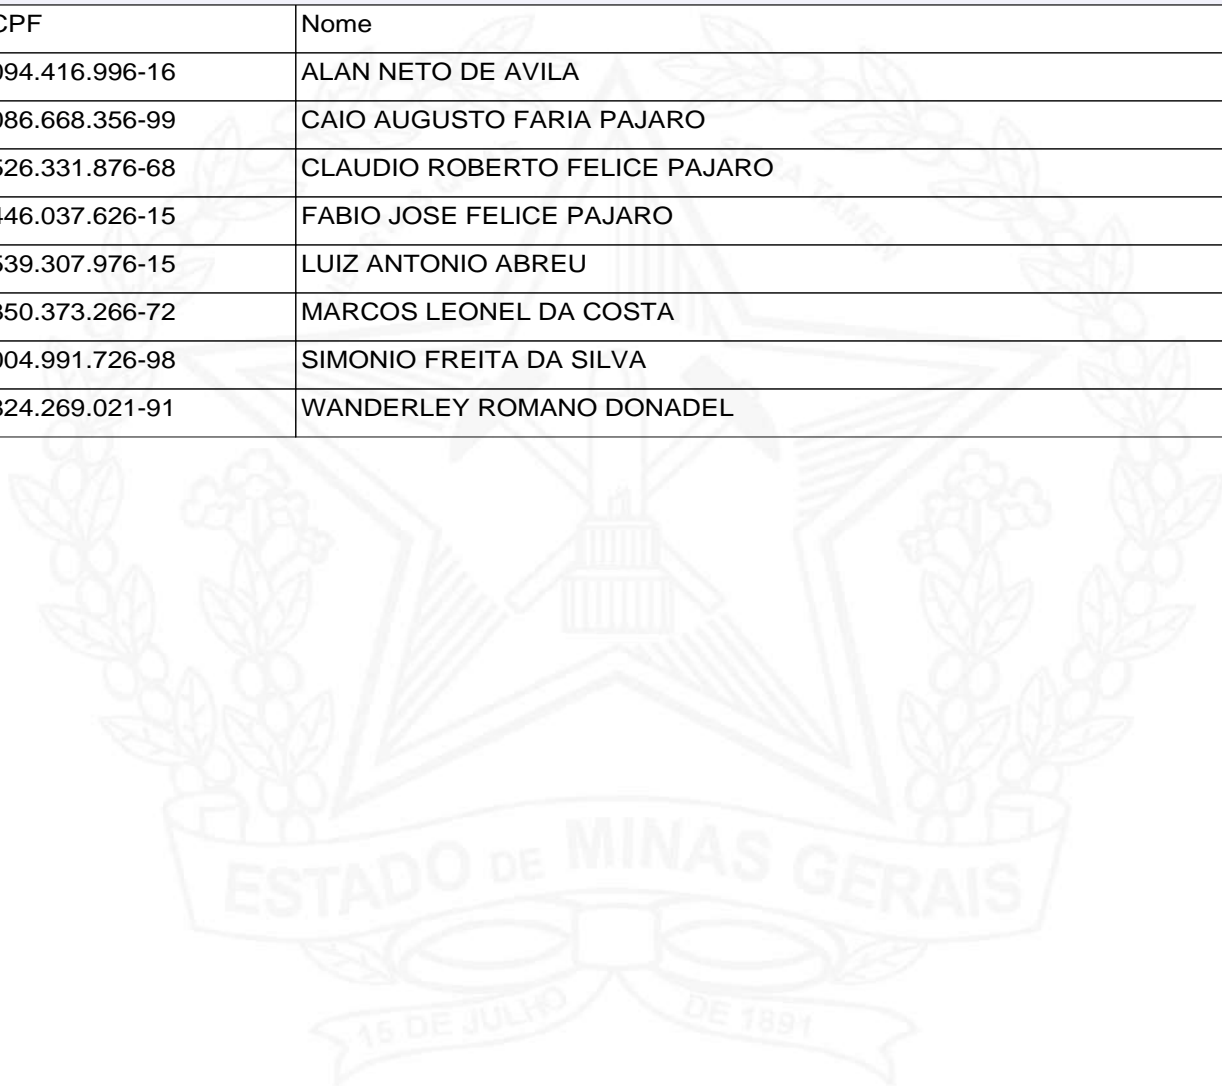 CPF Nome
094.416.996-16 ALAN NETO DE AVILA
086.668.356-99 CAIO AUGUSTO FARIA PAJARO
526.331.876-68 CLAUDIO ROBERTO FELICE PAJARO
446.037.626-15 FABIO JOSE FELICE PAJARO
539.307.976-15 LUIZ ANTONIO ABREU
350.373.266-72 MARCOS LEONEL DA COSTA
004.991.726-98 SIMONIO FREITA DA SILVA
324.269.021-91 WANDERLEY ROMANO DONADEL
SERA TAMEN
ESTADO DE MINAS GERAIS
15 DE JULHO DE 1891